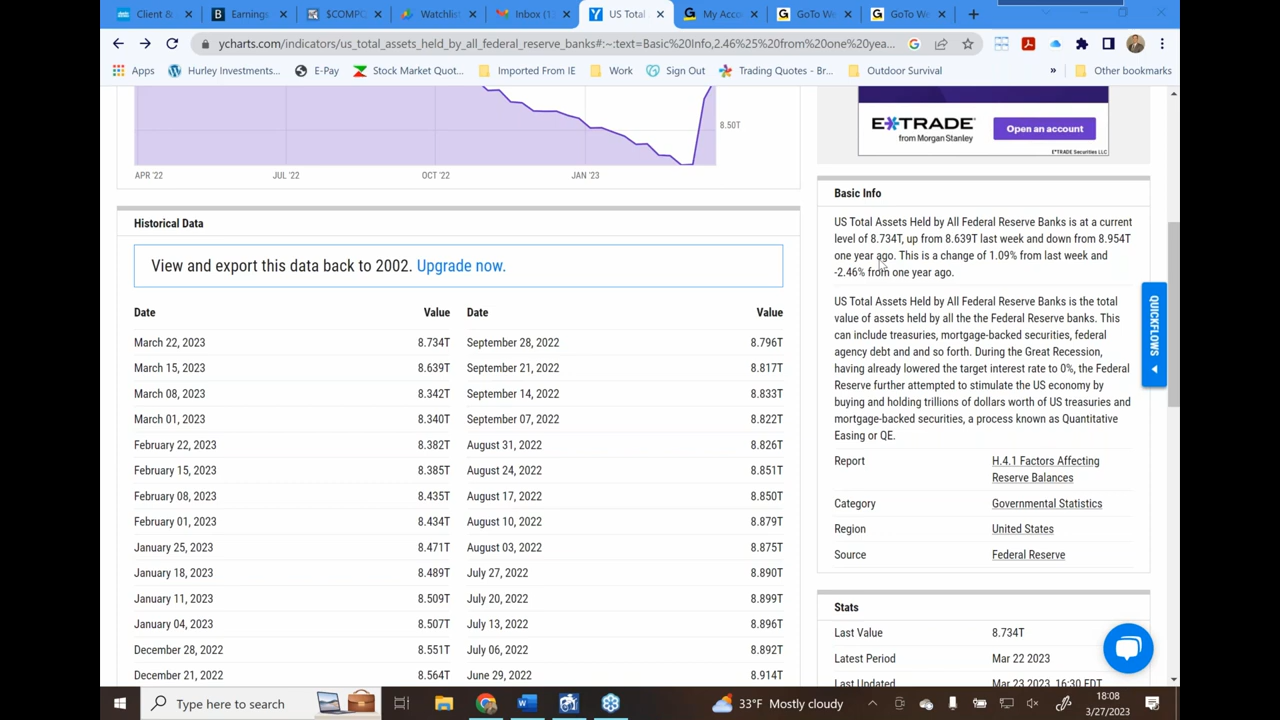 Client &
Earnings
$COMPQ
Watchlist
Inbox (1
US Total
My Acco
GoTo We
GoTo We
ycharts.com/indicator/us_total_assets_held_by_all_federal_reserve_banks#:~:text=Basic%20Info,2.46%25%20from%20one%20yea...
Apps
Hurley Investments...
E-Pay
Stock Market Quot...
Imported From IE
Work
Sign Out
Trading Quotes - Br...
Outdoor Survival
»
Other bookmarks
8.50T
APR '22 JUL '22 OCT '22 JAN '23
E*TRADE
from Morgan Stanley
Open an account
E*TRADE Securities LLC
Historical Data
View and export this data back to 2002. Upgrade now.
Date Value Date Value
March 22, 2023 8.734T September 28, 2022 8.796T
March 15, 2023 8.639T September 21, 2022 8.817T
March 08, 2023 8.342T September 14, 2022 8.833T
March 01, 2023 8.340T September 07, 2022 8.822T
February 22, 2023 8.382T August 31, 2022 8.826T
February 15, 2023 8.385T August 24, 2022 8.851T
February 08, 2023 8.435T August 17, 2022 8.850T
February 01, 2023 8.434T August 10, 2022 8.879T
January 25, 2023 8.471T August 03, 2022 8.875T
January 18, 2023 8.489T July 27, 2022 8.890T
January 11, 2023 8.509T July 20, 2022 8.899T
January 04, 2023 8.507T July 13, 2022 8.896T
December 28, 2022 8.551T July 06, 2022 8.892T
December 21, 2022 8.564T June 29, 2022 8.914T
Basic Info
US Total Assets Held by All Federal Reserve Banks is at a current
level of 8.734T, up from 8.639T last week and down from 8.954T
one year ago. This is a change of 1.09% from last week and
-2.46% from one year ago.
US Total Assets Held by All Federal Reserve Banks is the total
value of assets held by all the the Federal Reserve banks. This
can include treasuries, mortgage-backed securities, federal
agency debt and and so forth. During the Great Recession,
having already lowered the target interest rate to 0%, the Federal
Reserve further attempted to stimulate the US economy by
buying and holding trillions of dollars worth of US treasuries and
mortgage-backed securities, a process known as Quantitative
Easing or QE.
Report H.4.1 Factors Affecting
Reserve Balances
Category Governmental Statistics
Region United States
Source Federal Reserve
Stats
Last Value 8.734T
Latest Period Mar 22 2023
Last Updated Mar 23 2023, 16:30 EDT
QUICKFLOWS
Type here to search
33°F Mostly cloudy
18:08
3/27/2023